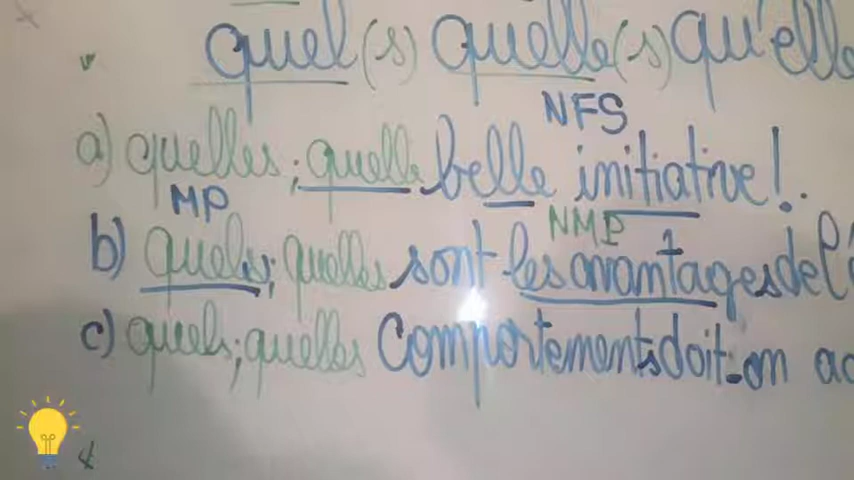 quel(s) quelle(s) qu'elle
NFS
a) quelles; quelle belle initiative!..
MP
NMP
b) quels; quelles sont les avantages de l'
c) quels; quelles Comportements doit-on